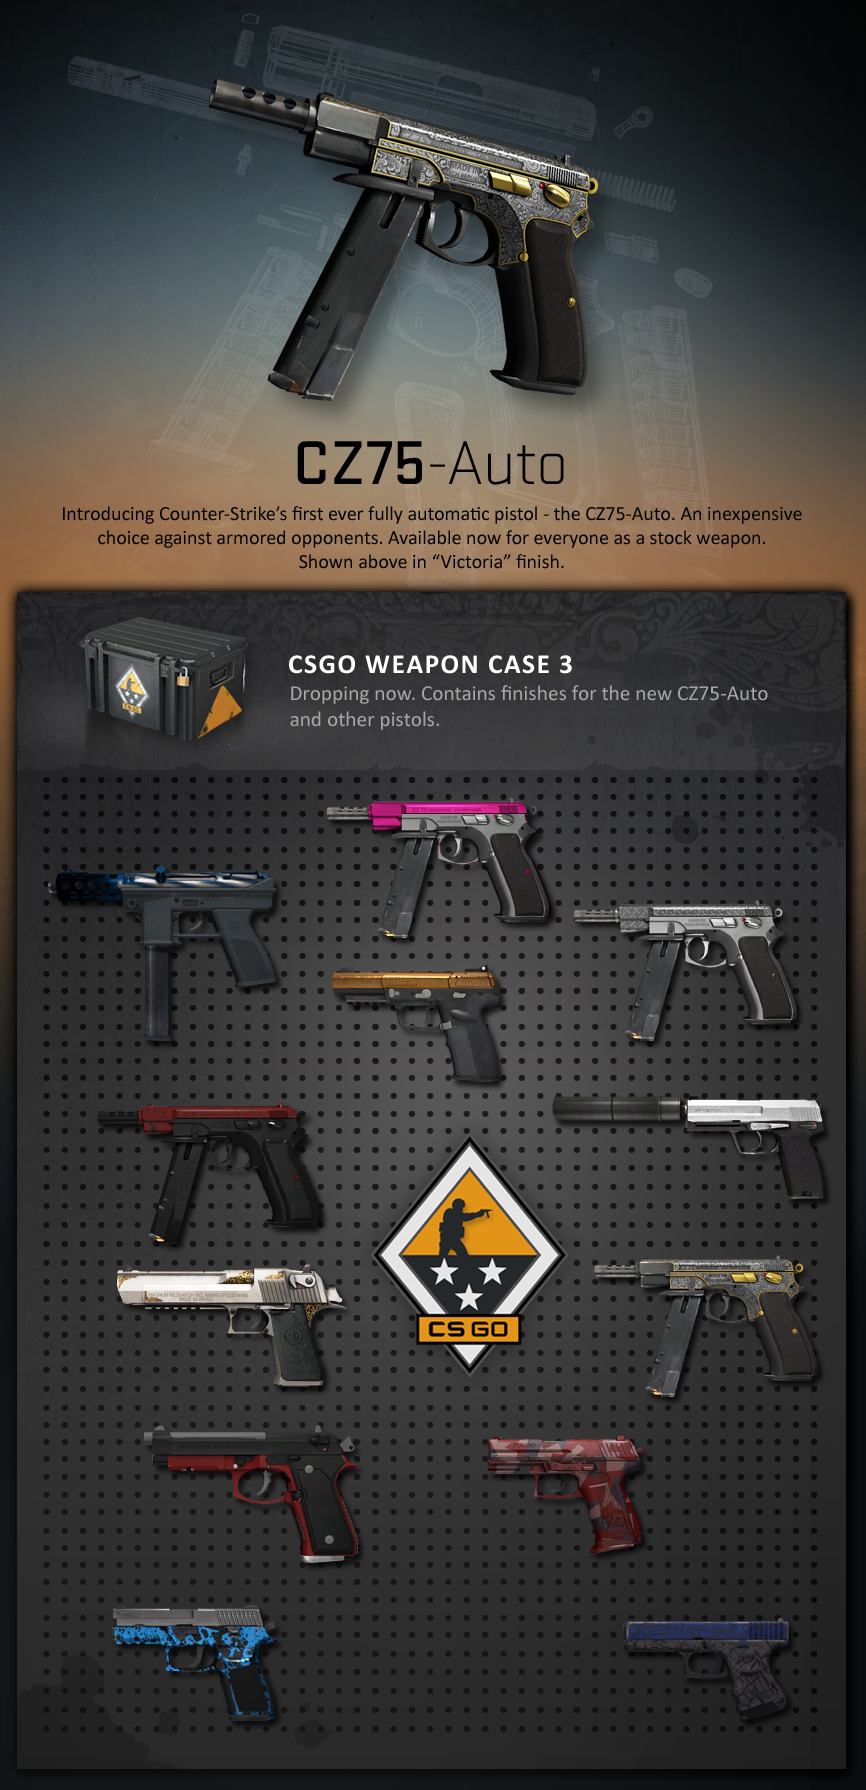 CZ75-Auto
Introducing Counter-Strike’s first ever fully automatic pistol - the CZ75-Auto. An inexpensive
choice against armored opponents. Available now for everyone as a stock weapon.
Shown above in “Victoria” finish.
CSGO WEAPON CASE 3
Dropping now. Contains finishes for the new CZ75-Auto
and other pistols.
CS GO